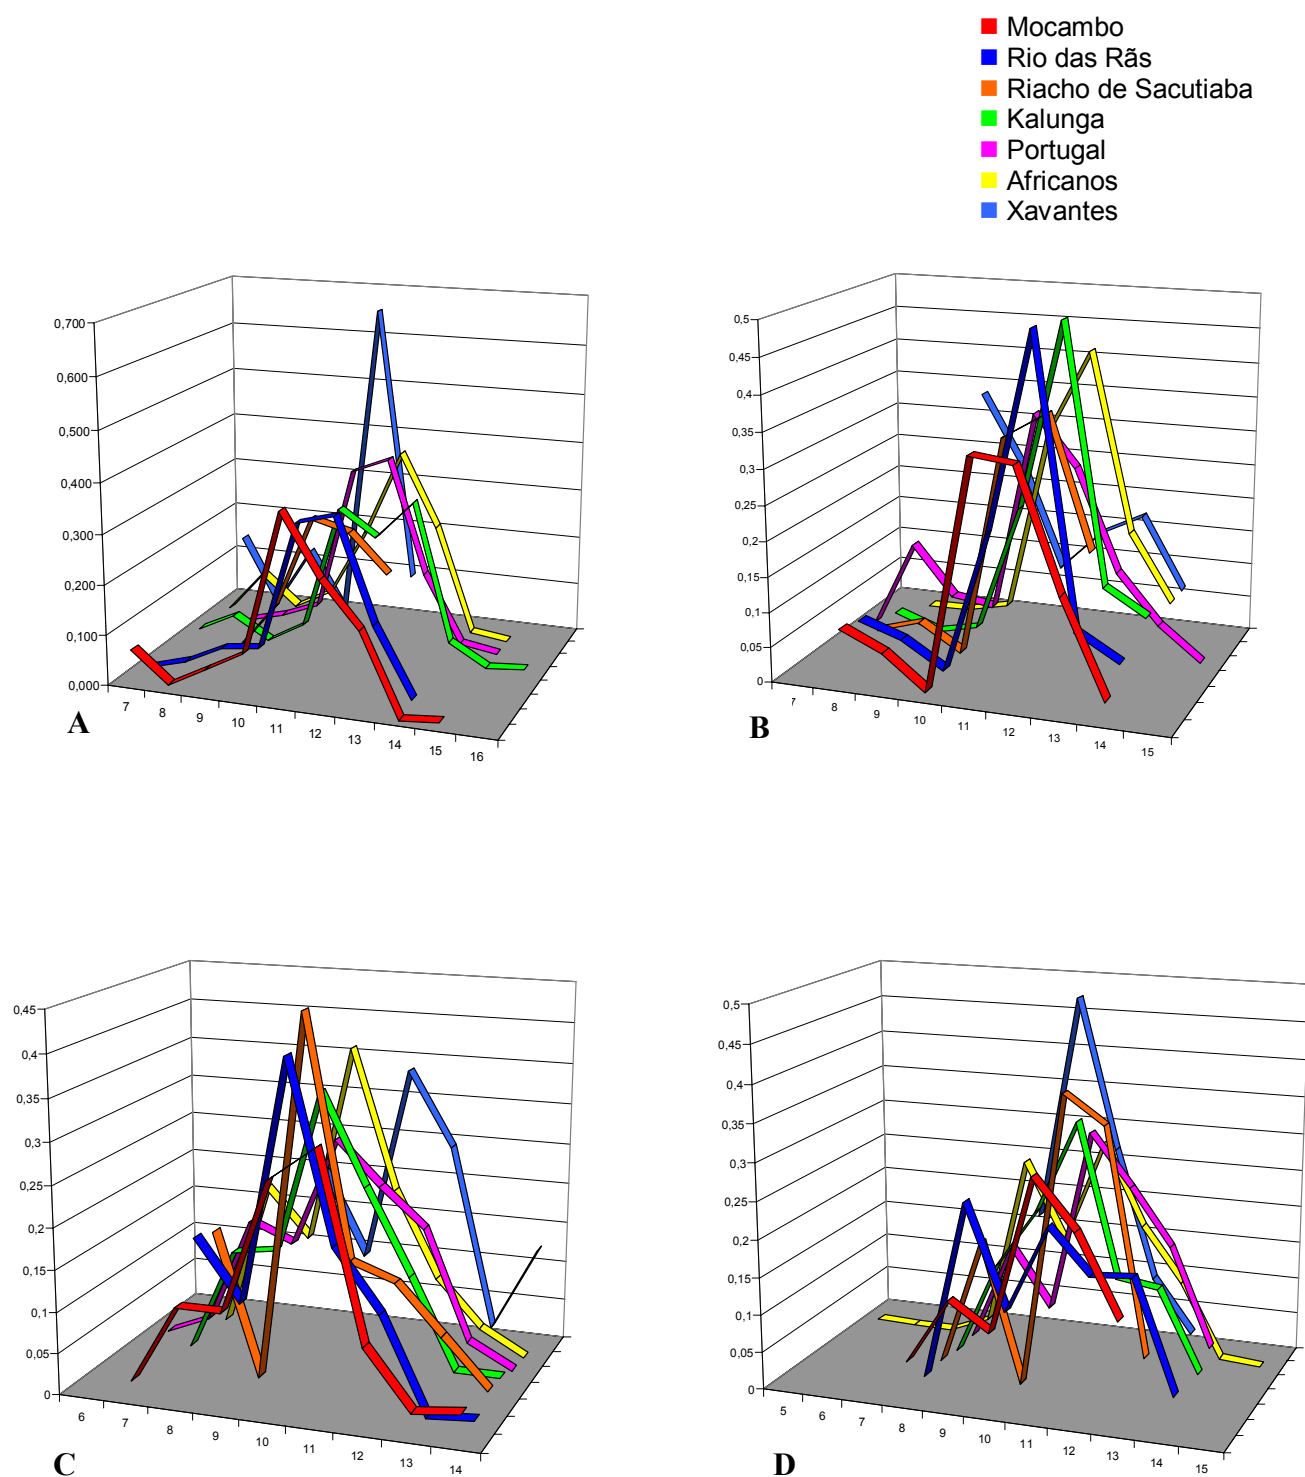 Mocambo
Rio das Rãs
Riacho de Sacutiaba
Kalunga
Portugal
Africanos
Xavantes
0,700
0,600
0,500
0,400
0,300
0,200
0,100
0,000
7 8 9 10 11 12 13 14 15 16
A
0,5
0,45
0,4
0,35
0,3
0,25
0,2
0,15
0,1
0,05
0
7 8 9 10 11 12 13 14 15
B
0,45
0,4
0,35
0,3
0,25
0,2
0,15
0,1
0,05
0
6 7 8 9 10 11 12 13 14
C
0,5
0,45
0,4
0,35
0,3
0,25
0,2
0,15
0,1
0,05
0
5 6 7 8 9 10 11 12 13 14 15
D